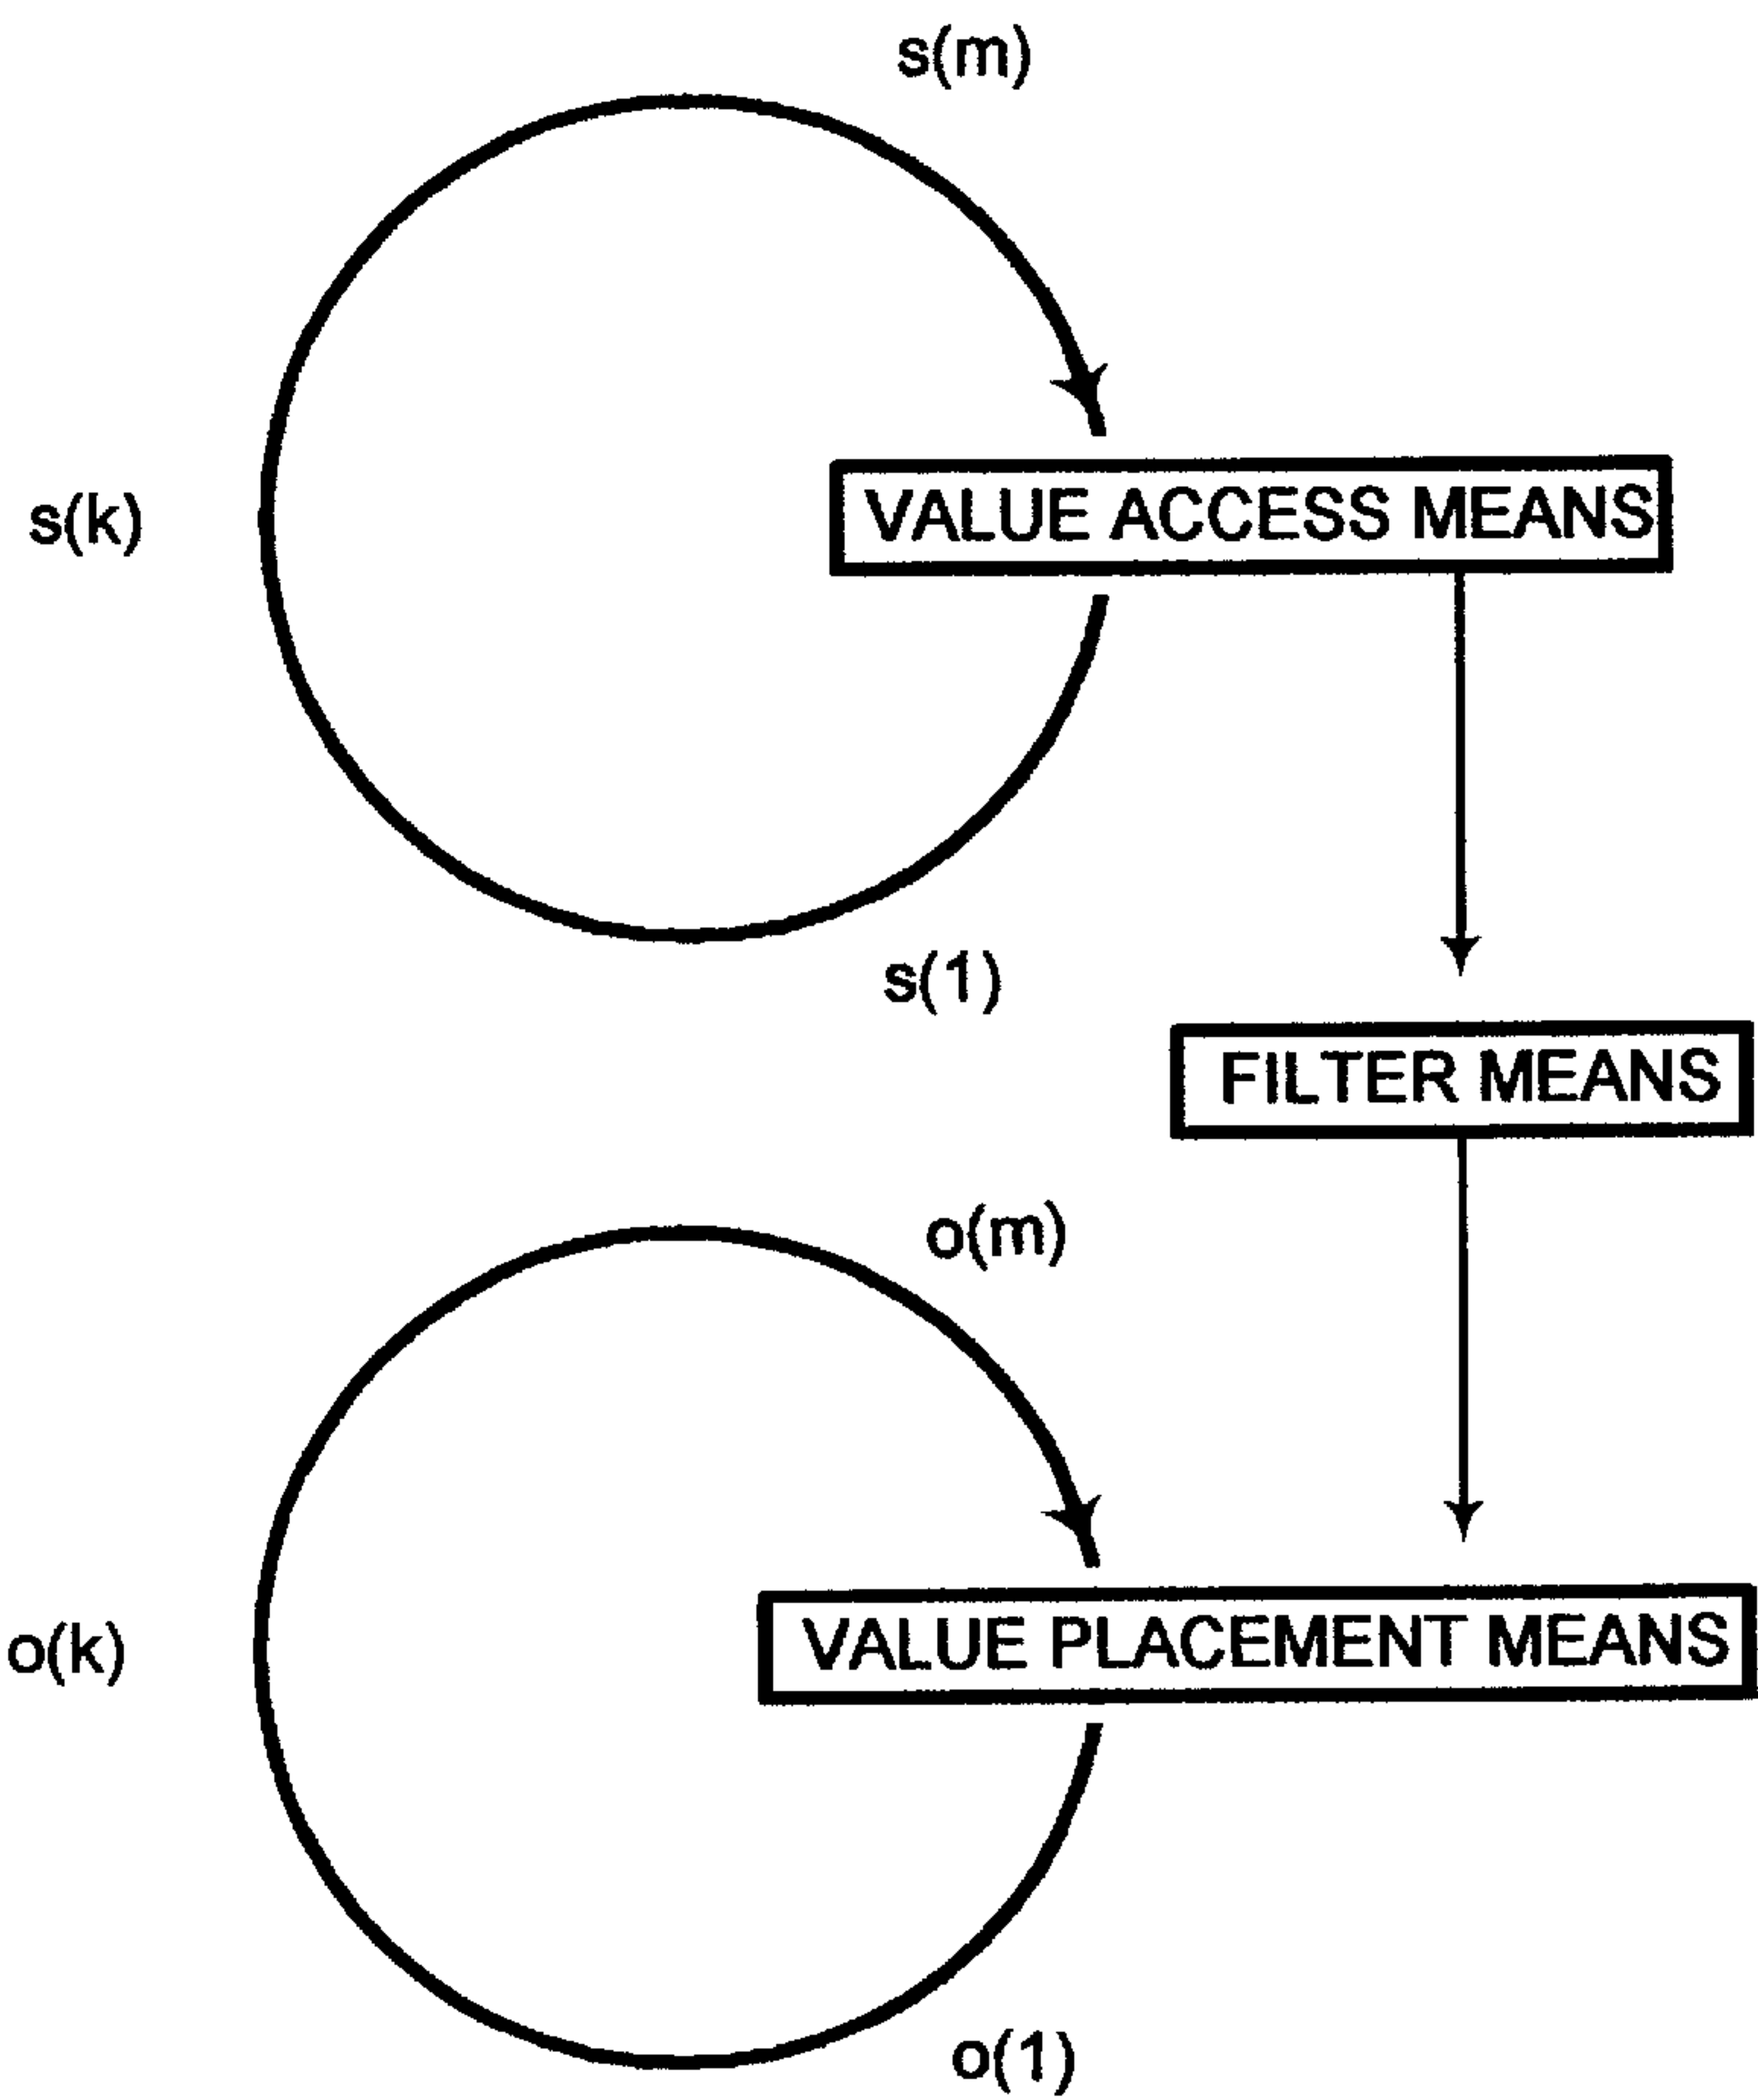 s(m)
s(k)
VALUE ACCESS MEANS
s(1)
FILTER MEANS
o(m)
o(k)
VALUE PLACEMENT MEANS
o(1)